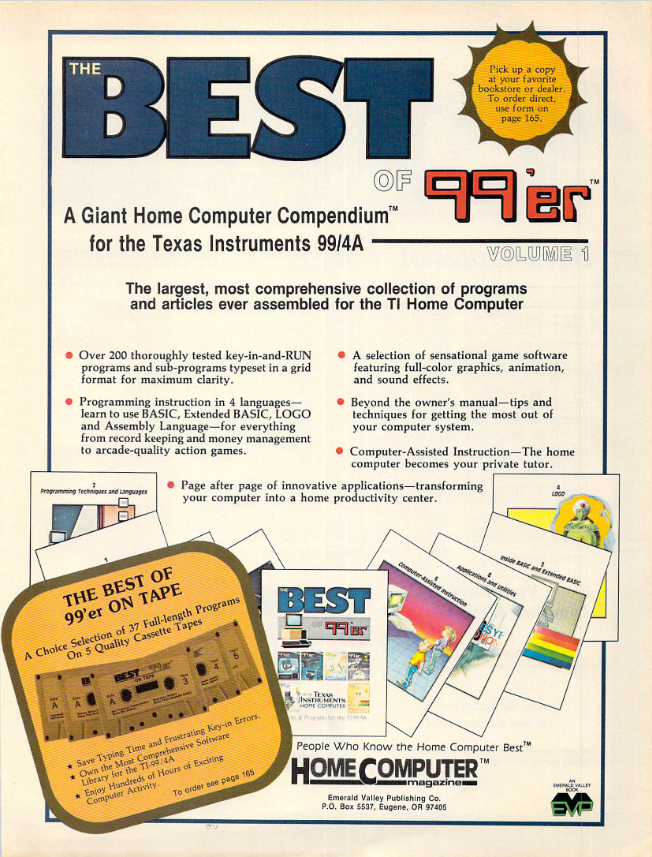 THE
BEST
OF 99'er™
VOLUME 1
Pick up a copy
at your favorite
bookstore or dealer.
To order direct,
use form on
page 165.
A Giant Home Computer Compendium™
for the Texas Instruments 99/4A
The largest, most comprehensive collection of programs
and articles ever assembled for the TI Home Computer
● Over 200 thoroughly tested key-in-and-RUN
programs and sub-programs typeset in a grid
format for maximum clarity.
● Programming instruction in 4 languages—
learn to use BASIC, Extended BASIC, LOGO
and Assembly Language—for everything
from record keeping and money management
to arcade-quality action games.
● A selection of sensational game software
featuring full-color graphics, animation,
and sound effects.
● Beyond the owner's manual—tips and
techniques for getting the most out of
your computer system.
● Computer-Assisted Instruction—The home
computer becomes your private tutor.
● Page after page of innovative applications—transforming
your computer into a home productivity center.
2
Programming Techniques and Languages
4
LOGO
Computer-Assisted Instruction
Applications and Utilities
3
Inside BASIC and Extended BASIC
THE BEST OF
99'er ON TAPE
A Choice Selection of 37 Full-length Programs
On 5 Quality Cassette Tapes
A
A
A
BEST
ON TAPE
3
4
5
★ Save Typing Time and Frustrating Key-in Errors.
★ Own the Most Comprehensive Software
Library for the TI-99/4A
★ Enjoy Hundreds of Hours of Exciting
Computer Activity.
To order see page 165
THE
BEST
OF 99'er
TEXAS
INSTRUMENTS
HOME COMPUTER
People Who Know the Home Computer Best™
HOME COMPUTER™
magazine
Emerald Valley Publishing Co.
P.O. Box 5537, Eugene, OR 97405
AN
EMERALD VALLEY
BOOK
EVP